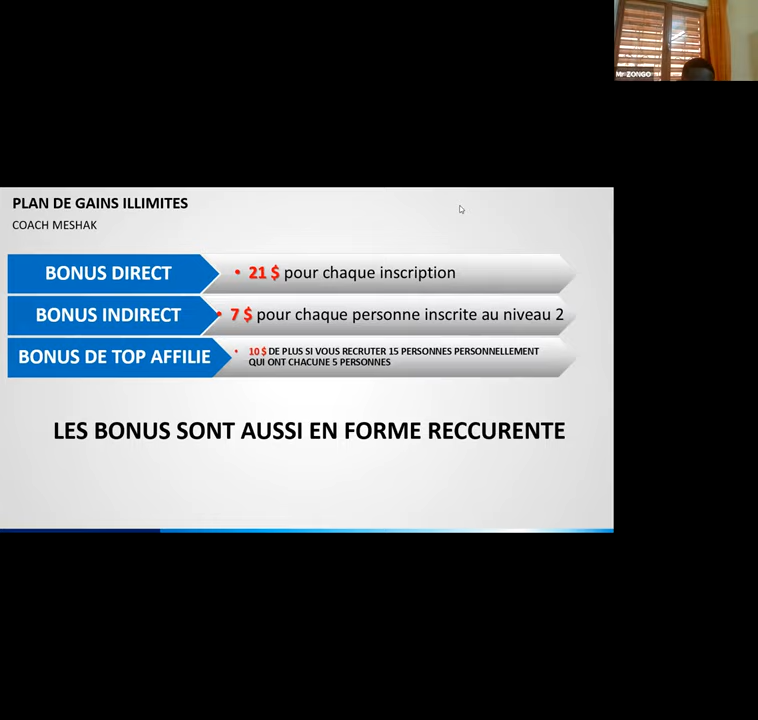 Mr ZONGO
PLAN DE GAINS ILLIMITES
COACH MESHAK
BONUS DIRECT
• 21 $ pour chaque inscription
BONUS INDIRECT
• 7 $ pour chaque personne inscrite au niveau 2
BONUS DE TOP AFFILIE
• 10 $ DE PLUS SI VOUS RECRUTER 15 PERSONNES PERSONNELLEMENT
QUI ONT CHACUNE 5 PERSONNES
LES BONUS SONT AUSSI EN FORME RECCURENTE